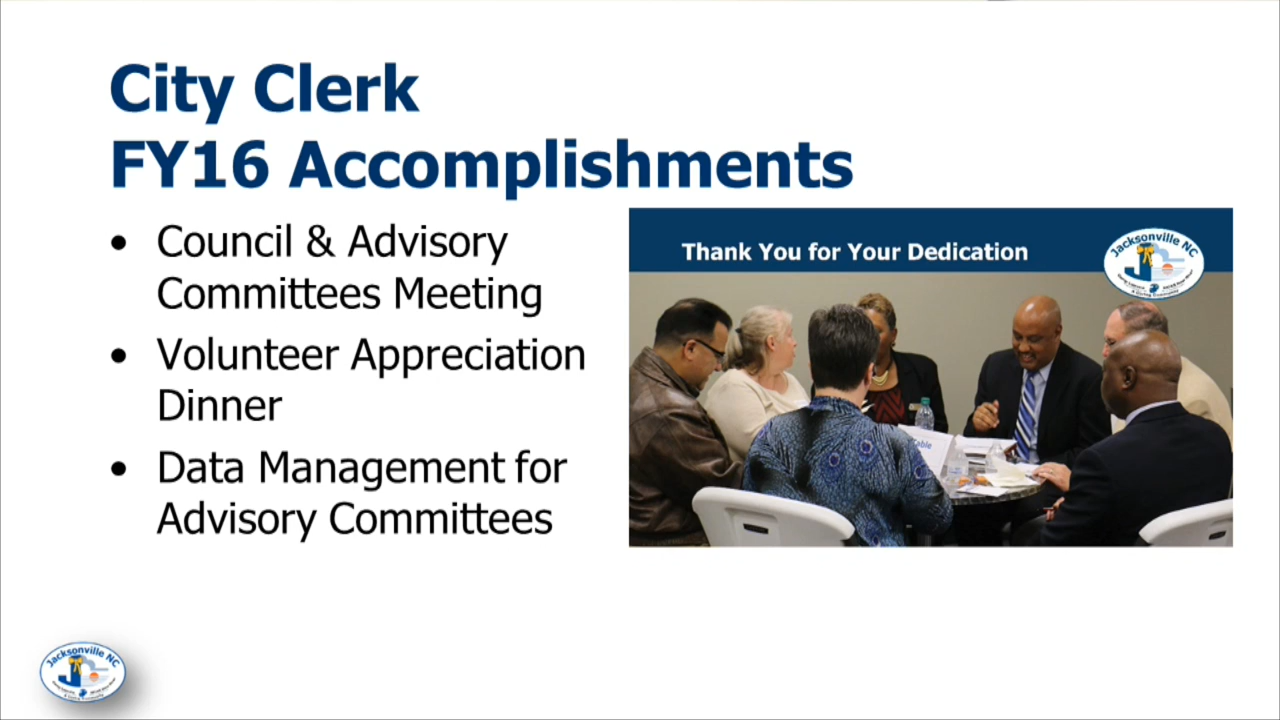 City Clerk
FY16 Accomplishments
• Council & Advisory
Committees Meeting
• Volunteer Appreciation
Dinner
• Data Management for
Advisory Committees
Thank You for Your Dedication
Jacksonville NC
Table
Jacksonville NC